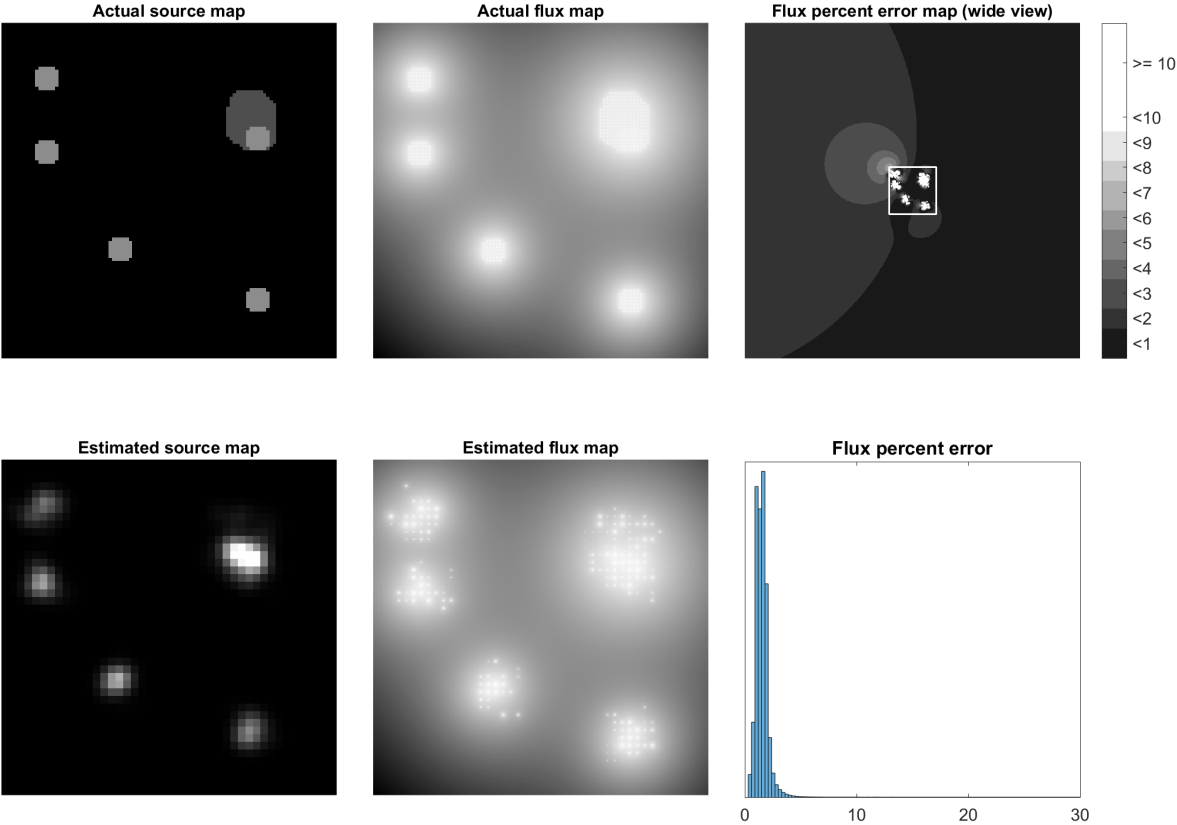 Actual source map
Actual flux map
Flux percent error map (wide view)
>= 10
<10
<9
<8
<7
<6
<5
<4
<3
<2
<1
Estimated source map
Estimated flux map
Flux percent error
0
10
20
30